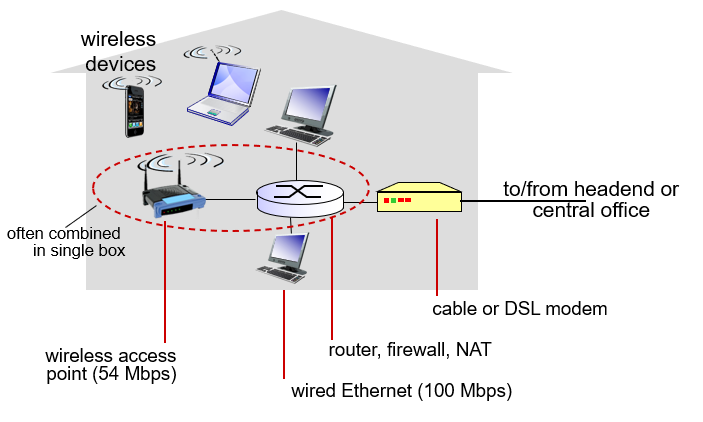 wireless
devices
to/from headend or
central office
often combined
in single box
cable or DSL modem
router, firewall, NAT
wireless access
point (54 Mbps)
wired Ethernet (100 Mbps)